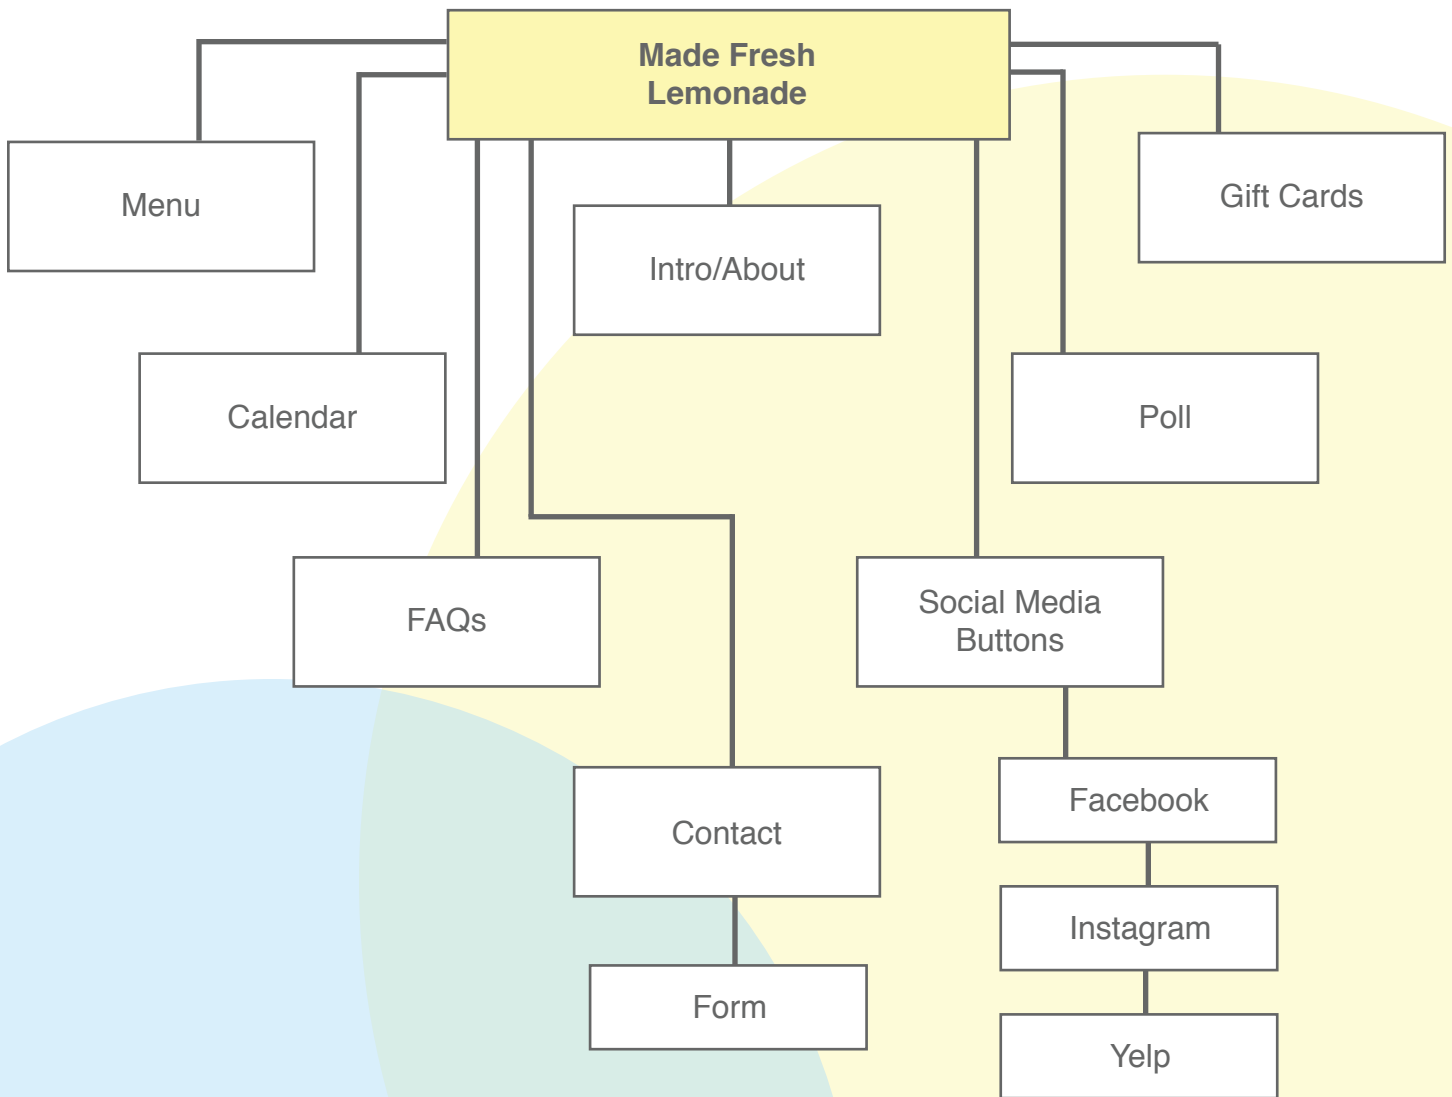 Made Fresh
Lemonade
Menu
Gift Cards
Intro/About
Calendar
Poll
FAQs
Social Media
Buttons
Contact
Facebook
Instagram
Form
Yelp